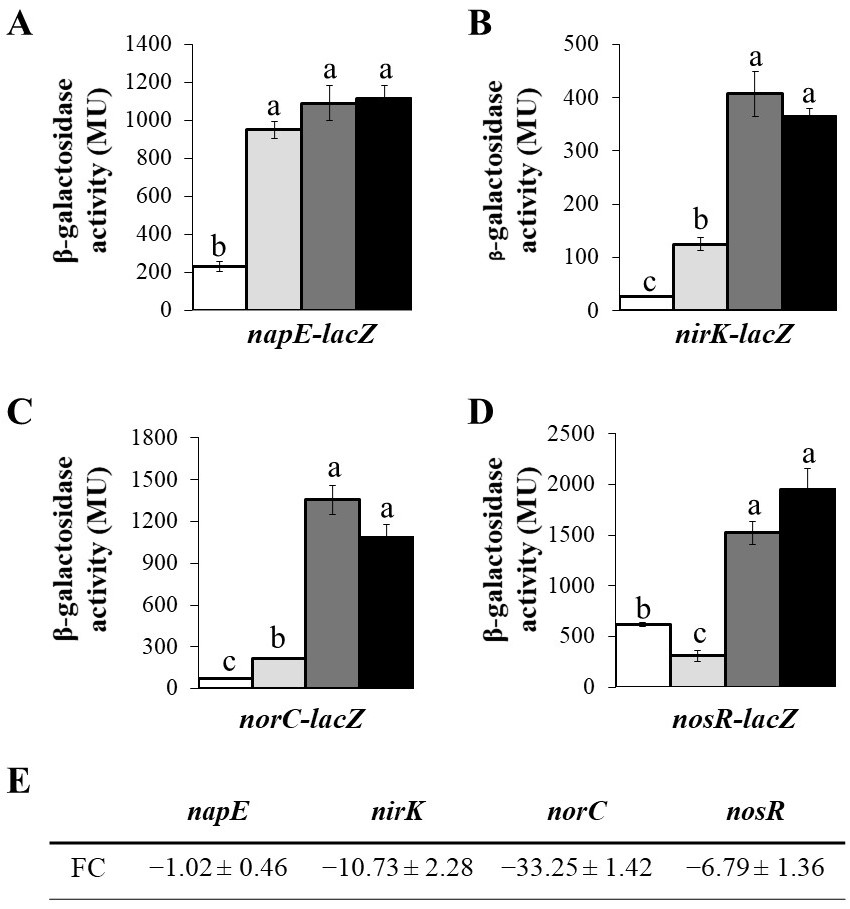 A
β-galactosidase
activity (MU)
1400
1200
1000
800
600
400
200
0
b
a
a
a
napE-lacZ
B
β-galactosidase
activity (MU)
500
400
300
200
100
0
c
b
a
a
nirK-lacZ
C
β-galactosidase
activity (MU)
1800
1500
1200
900
600
300
0
c
b
a
a
norC-lacZ
D
β-galactosidase
activity (MU)
2500
2000
1500
1000
500
0
b
c
a
a
nosR-lacZ
E
napE nirK norC nosR
FC −1.02 ± 0.46 −10.73 ± 2.28 −33.25 ± 1.42 −6.79 ± 1.36